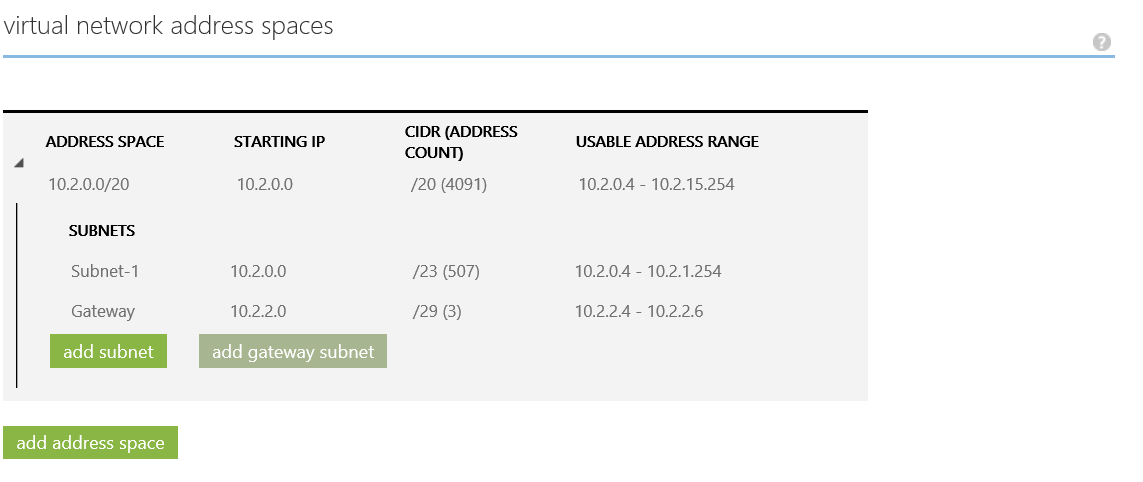 virtual network address spaces
?
ADDRESS SPACE STARTING IP CIDR (ADDRESS COUNT) USABLE ADDRESS RANGE
10.2.0.0/20 10.2.0.0 /20 (4091) 10.2.0.4 - 10.2.15.254
SUBNETS
Subnet-1 10.2.0.0 /23 (507) 10.2.0.4 - 10.2.1.254
Gateway 10.2.2.0 /29 (3) 10.2.2.4 - 10.2.2.6
add subnet add gateway subnet
add address space